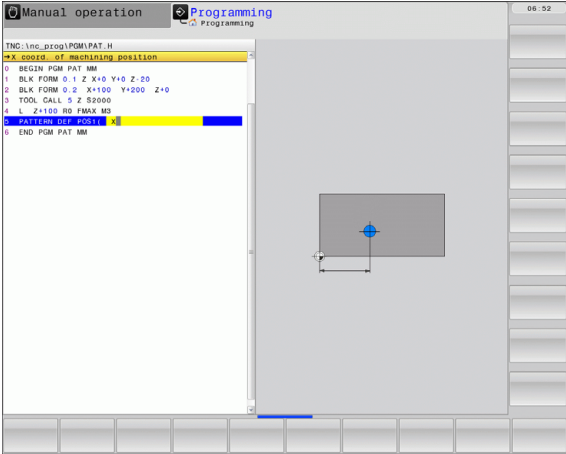 Manual operation
Programming
Programming
06:52
TNC:\nc_prog\PGM\PAT.H
→X coord. of machining position
0 BEGIN PGM PAT MM
1 BLK FORM 0.1 Z X+0 Y+0 Z-20
2 BLK FORM 0.2 X+100 Y+200 Z+0
3 TOOL CALL 5 Z S2000
4 L Z+100 R0 FMAX M3
5 PATTERN DEF POS1( X
6 END PGM PAT MM